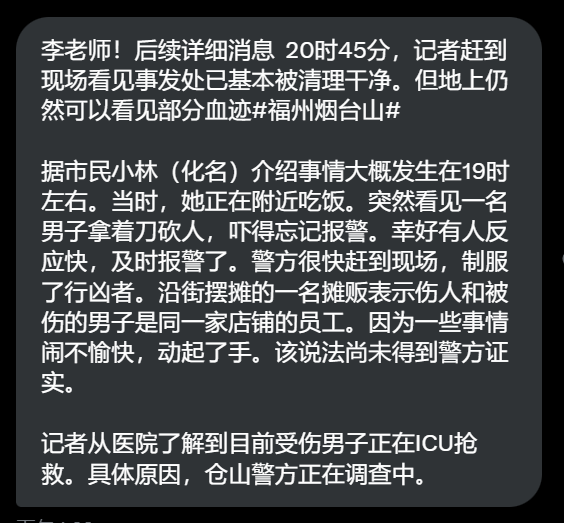 李老师！后续详细消息 20时45分，记者赶到
现场看见事发处已基本被清理干净。但地上仍
然可以看见部分血迹#福州烟台山#
据市民小林（化名）介绍事情大概发生在19时
左右。当时，她正在附近吃饭。突然看见一名
男子拿着刀砍人，吓得忘记报警。幸好有人反
应快，及时报警了。警方很快赶到现场，制服
了行凶者。沿街摆摊的一名摊贩表示伤人和被
伤的男子是同一家店铺的员工。因为一些事情
闹不愉快，动起了手。该说法尚未得到警方证
实。
记者从医院了解到目前受伤男子正在ICU抢
救。具体原因，仓山警方正在调查中。